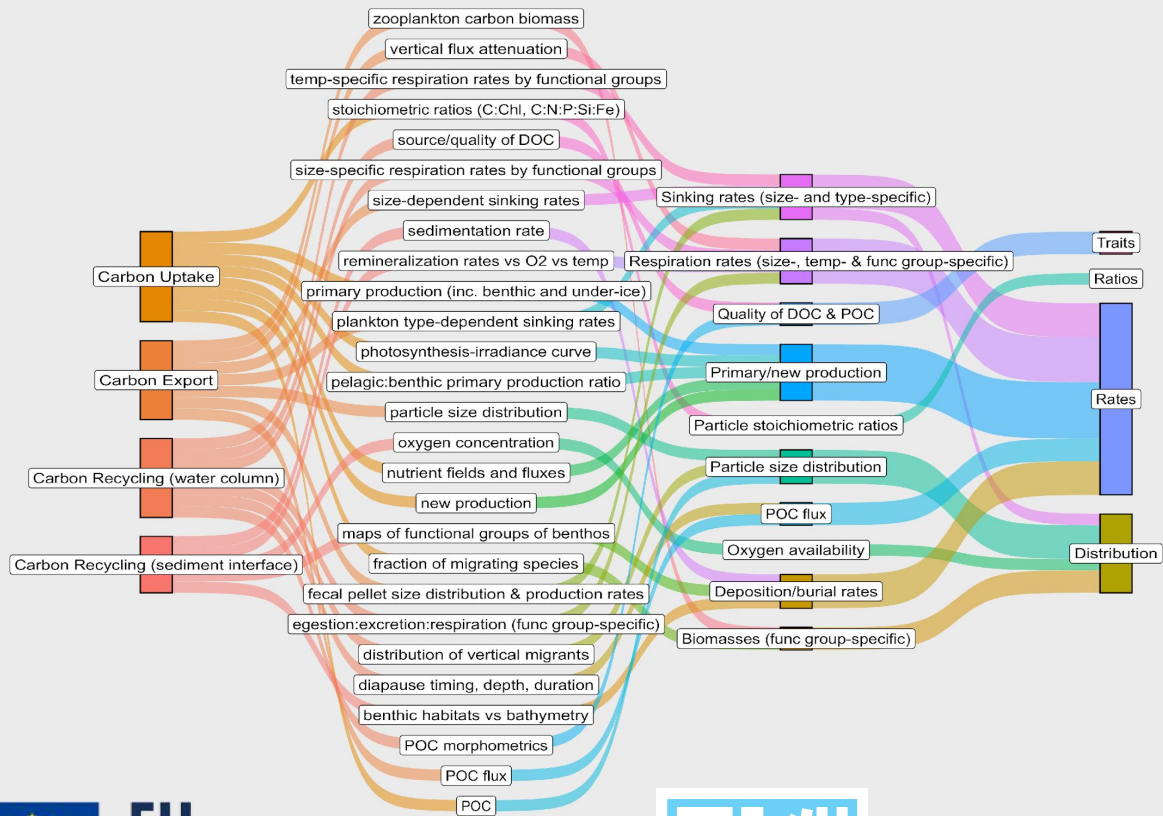 zooplankton carbon biomass
vertical flux attenuation
temp-specific respiration rates by functional groups
stoichiometric ratios (C:Chl, C:N:P:Si:Fe)
source/quality of DOC
size-specific respiration rates by functional groups
size-dependent sinking rates
sedimentation rate
remineralization rates vs O2 vs temp
primary production (inc. benthic and under-ice)
plankton type-dependent sinking rates
photosynthesis-irradiance curve
pelagic:benthic primary production ratio
particle size distribution
oxygen concentration
nutrient fields and fluxes
new production
maps of functional groups of benthos
fraction of migrating species
fecal pellet size distribution & production rates
egestion:excretion:respiration (func group-specific)
distribution of vertical migrants
diapause timing, depth, duration
benthic habitats vs bathymetry
POC morphometrics
POC flux
POC
Carbon Uptake
Carbon Export
Carbon Recycling (water column)
Carbon Recycling (sediment interface)
Sinking rates (size- and type-specific)
Respiration rates (size-, temp- & func group-specific)
Quality of DOC & POC
Primary/new production
Particle stoichiometric ratios
Particle size distribution
POC flux
Oxygen availability
Deposition/burial rates
Biomasses (func group-specific)
Traits
Ratios
Rates
Distribution